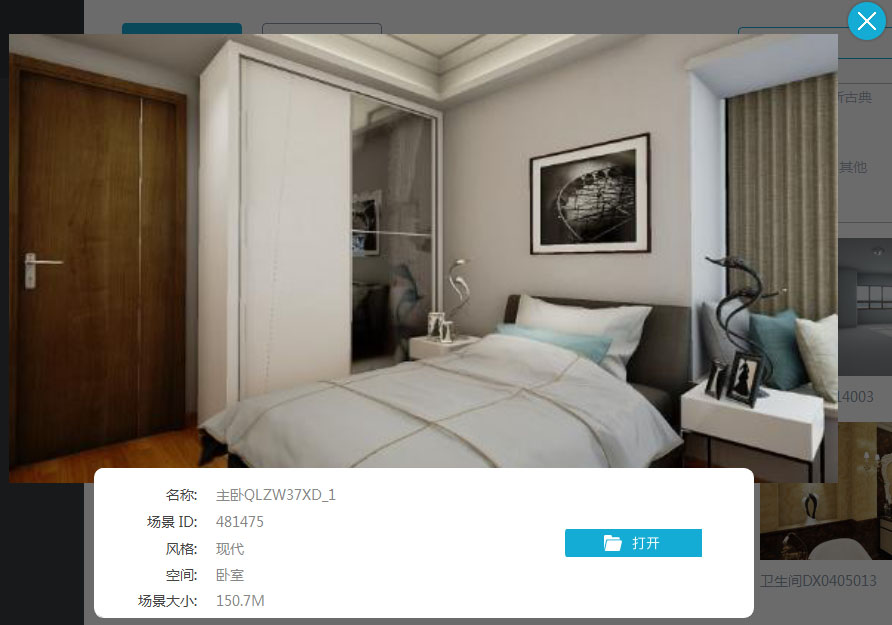 新古典
其他
14003
名称: 主卧QLZW37XD_1
场景 ID: 481475
风格: 现代
空间: 卧室
场景大小: 150.7M
打开
卫生间DX0405013